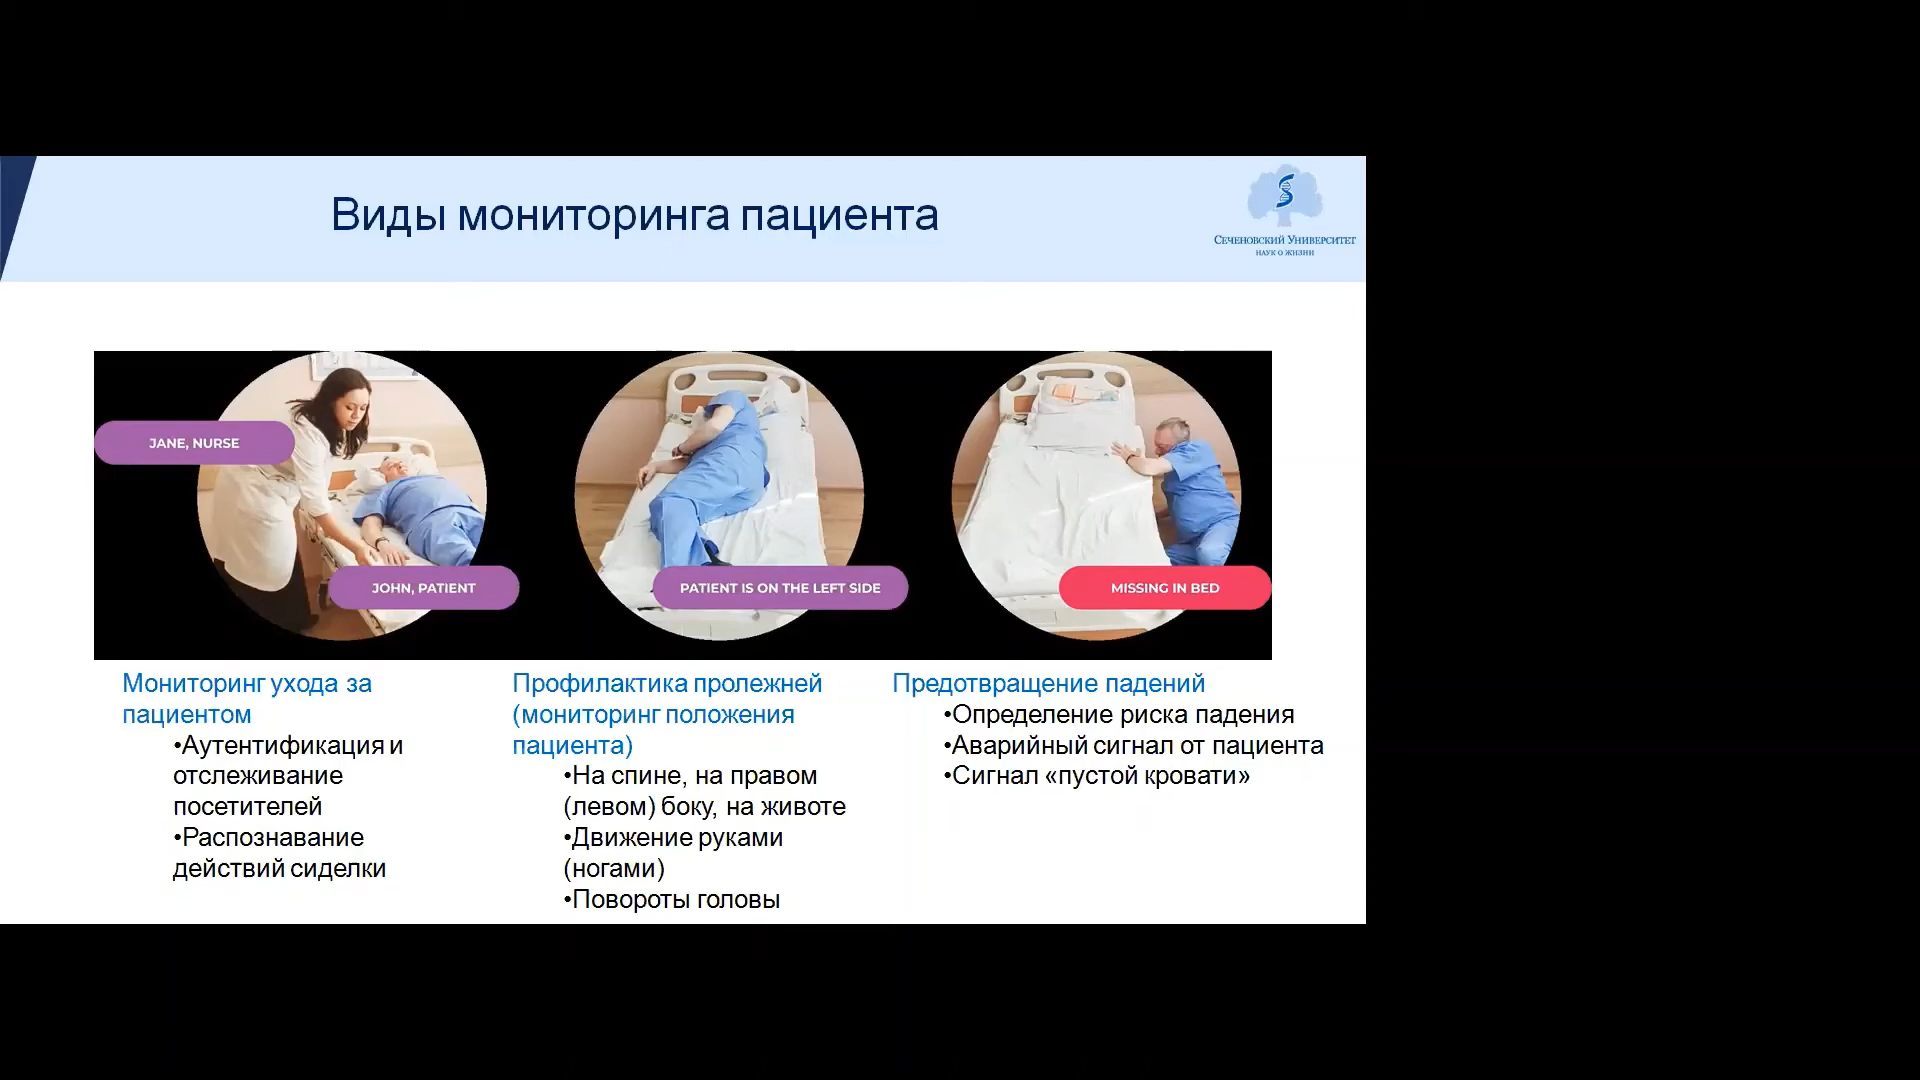 Виды мониторинга пациента
Сеченовский Университет
наук о жизни
JANE, NURSE
JOHN, PATIENT
PATIENT IS ON THE LEFT SIDE
MISSING IN BED
Мониторинг ухода за
пациентом
•Аутентификация и
отслеживание
посетителей
•Распознавание
действий сиделки
Профилактика пролежней
(мониторинг положения
пациента)
•На спине, на правом
(левом) боку, на животе
•Движение руками
(ногами)
•Повороты головы
Предотвращение падений
•Определение риска падения
•Аварийный сигнал от пациента
•Сигнал «пустой кровати»